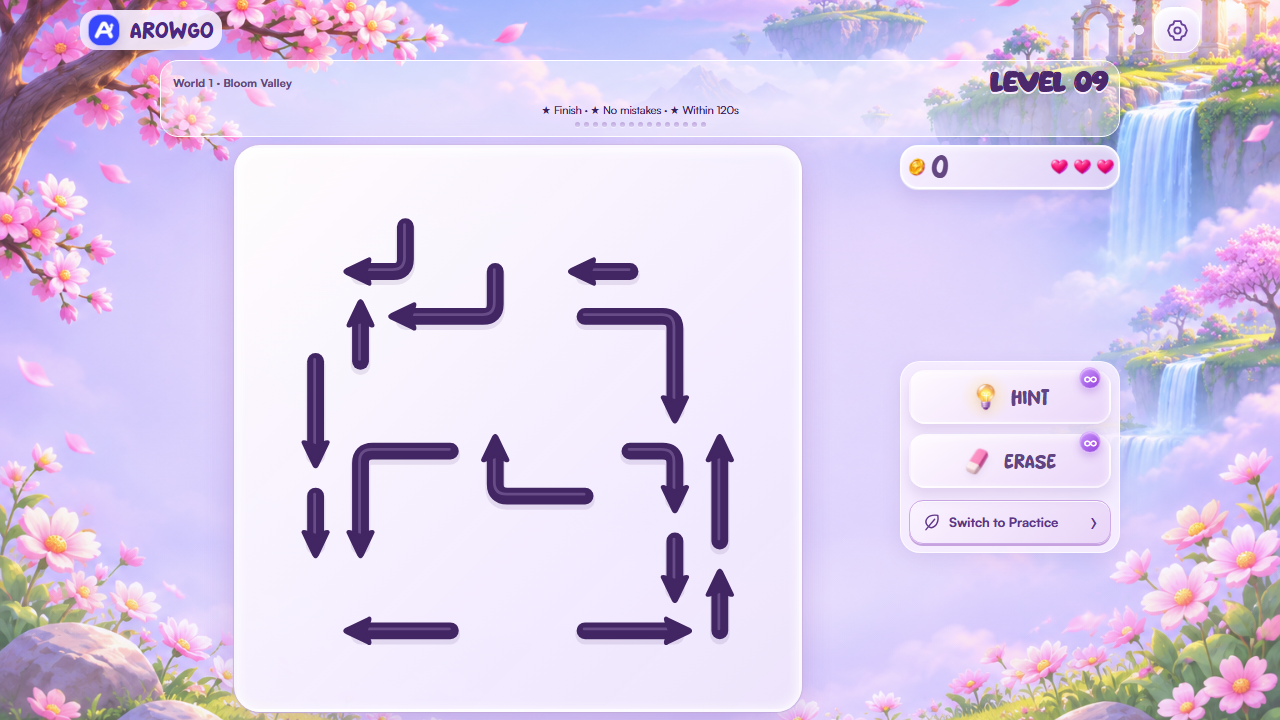 AROWGO
World 1 · Bloom Valley
LEVEL 09
★ Finish · ★ No mistakes · ★ Within 120s
0
HINT
∞
ERASE
∞
Switch to Practice ›